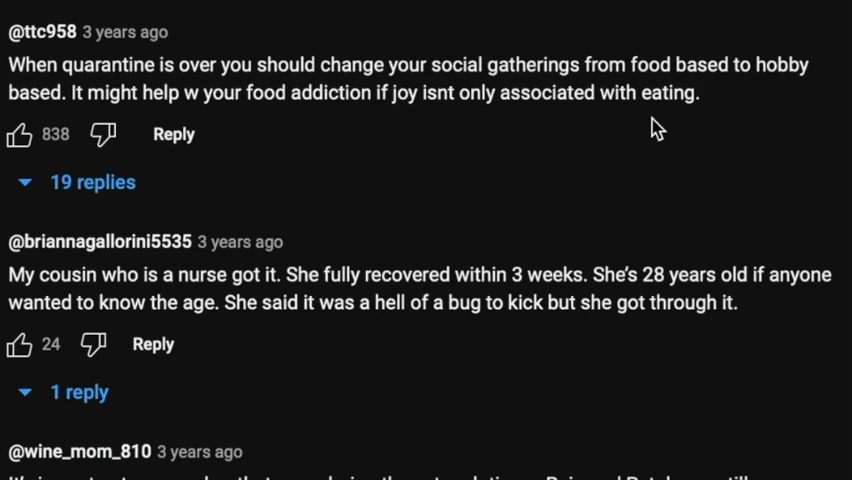 @ttc958 3 years ago
When quarantine is over you should change your social gatherings from food based to hobby
based. It might help w your food addiction if joy isnt only associated with eating.
838 Reply
19 replies
@briannagallorini5535 3 years ago
My cousin who is a nurse got it. She fully recovered within 3 weeks. She's 28 years old if anyone
wanted to know the age. She said it was a hell of a bug to kick but she got through it.
24 Reply
1 reply
@wine_mom_810 3 years ago